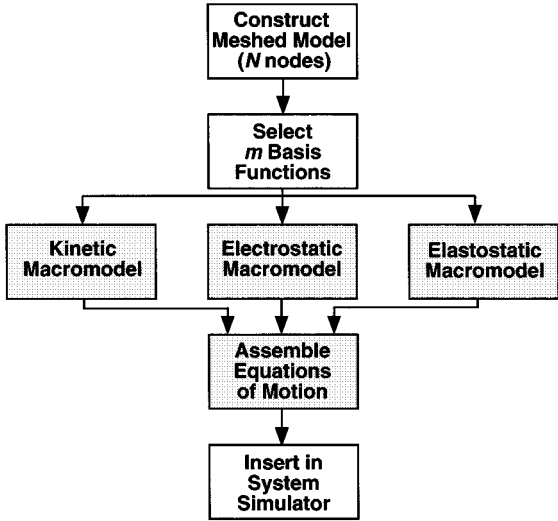 Construct
Meshed Model
(N nodes)
Select
m Basis
Functions
Kinetic
Macromodel
Electrostatic
Macromodel
Elastostatic
Macromodel
Assemble
Equations
of Motion
Insert in
System
Simulator